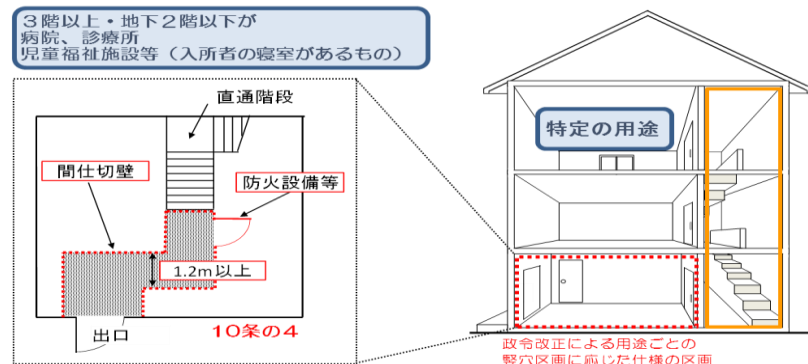 3階以上・地下2階以下が
病院、診療所
児童福祉施設等（入所者の寝室があるもの）
直通階段
間仕切壁
防火設備等
1.2m以上
出口
10条の4
特定の用途
政令改正による用途ごとの
竪穴区画に応じた仕様の区画